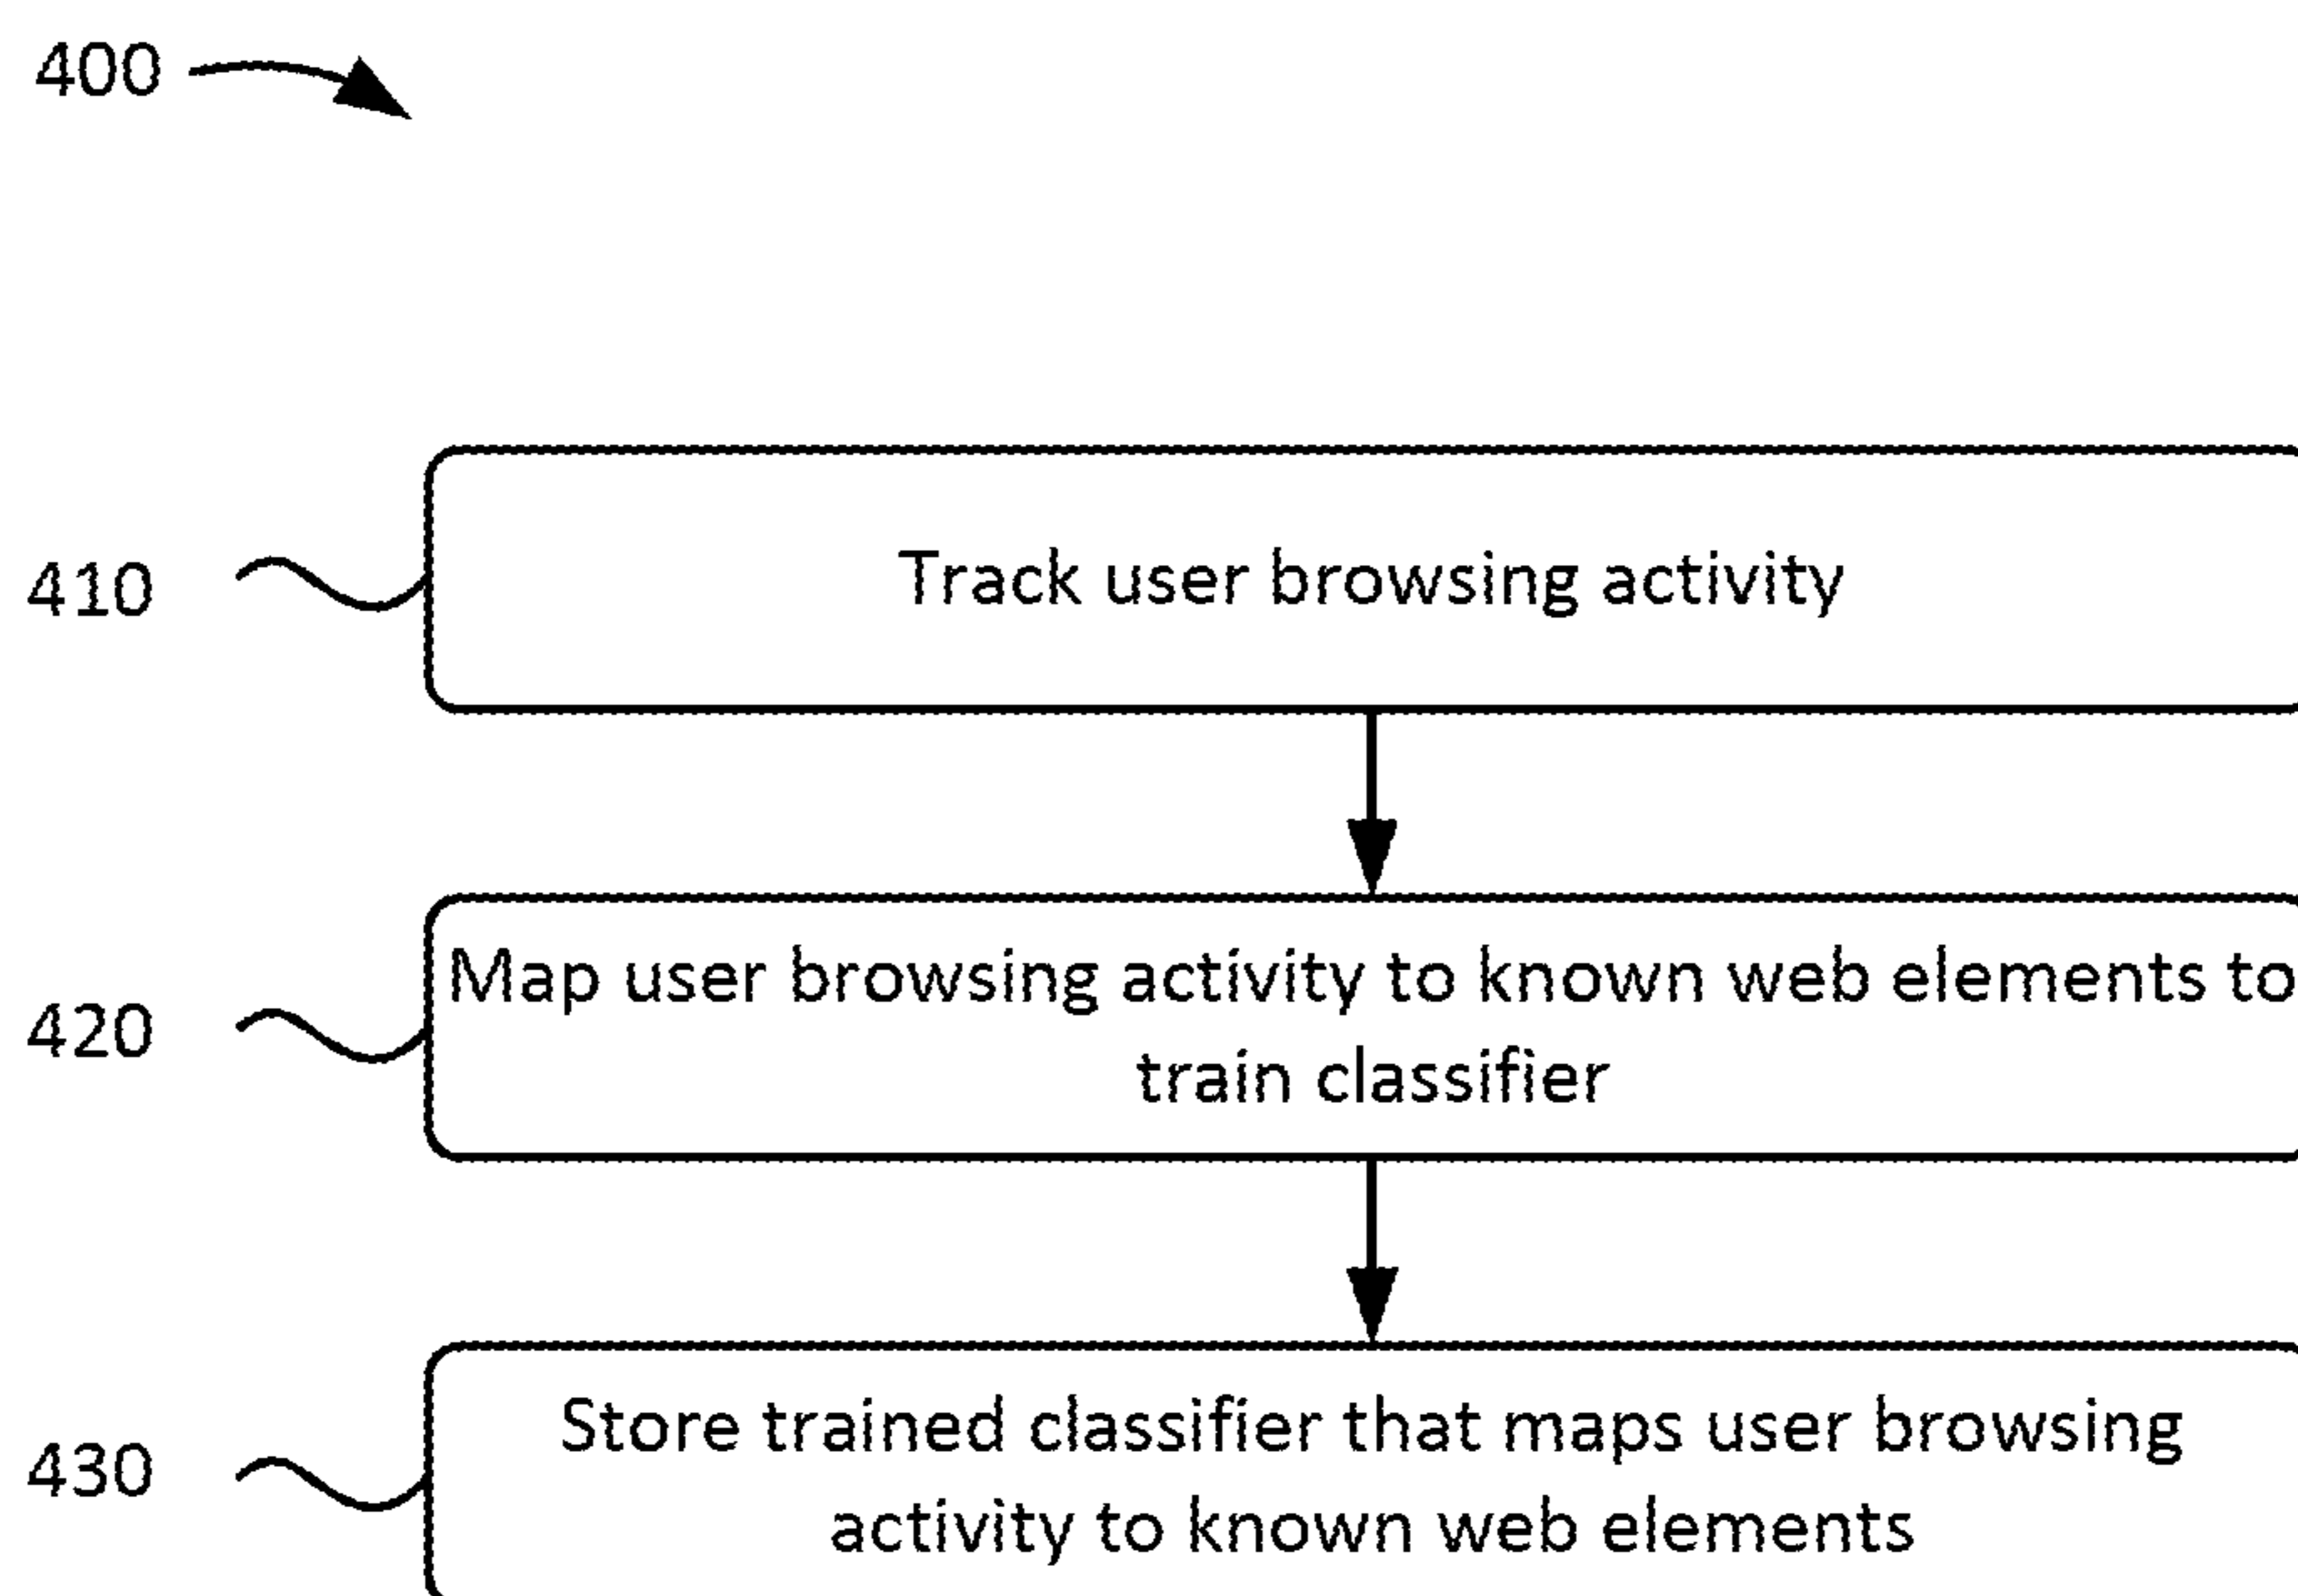 400
410
Track user browsing activity
420
Map user browsing activity to known web elements to
train classifier
430
Store trained classifier that maps user browsing
activity to known web elements